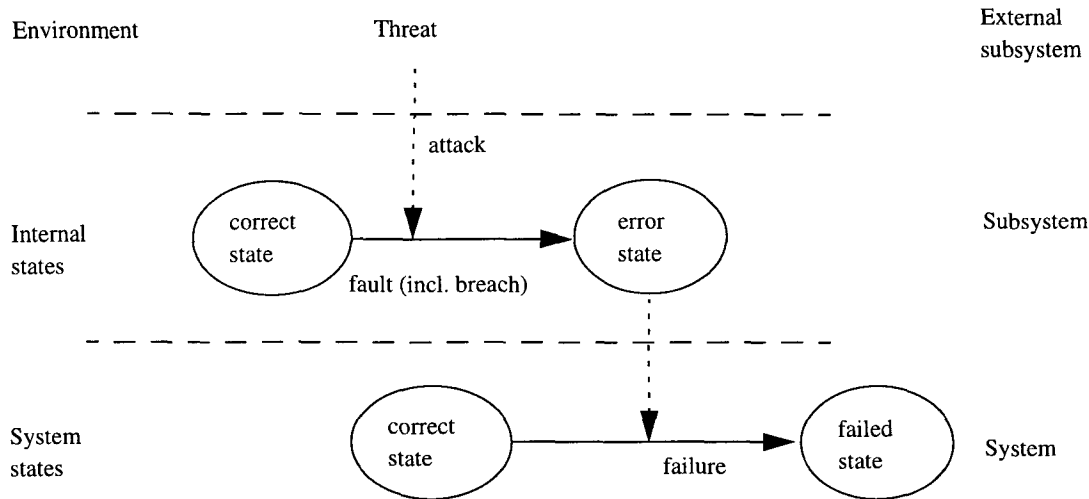 Environment
Threat
External
subsystem
attack
Internal
states
correct
state
error
state
Subsystem
fault (incl. breach)
System
states
correct
state
failed
state
System
failure